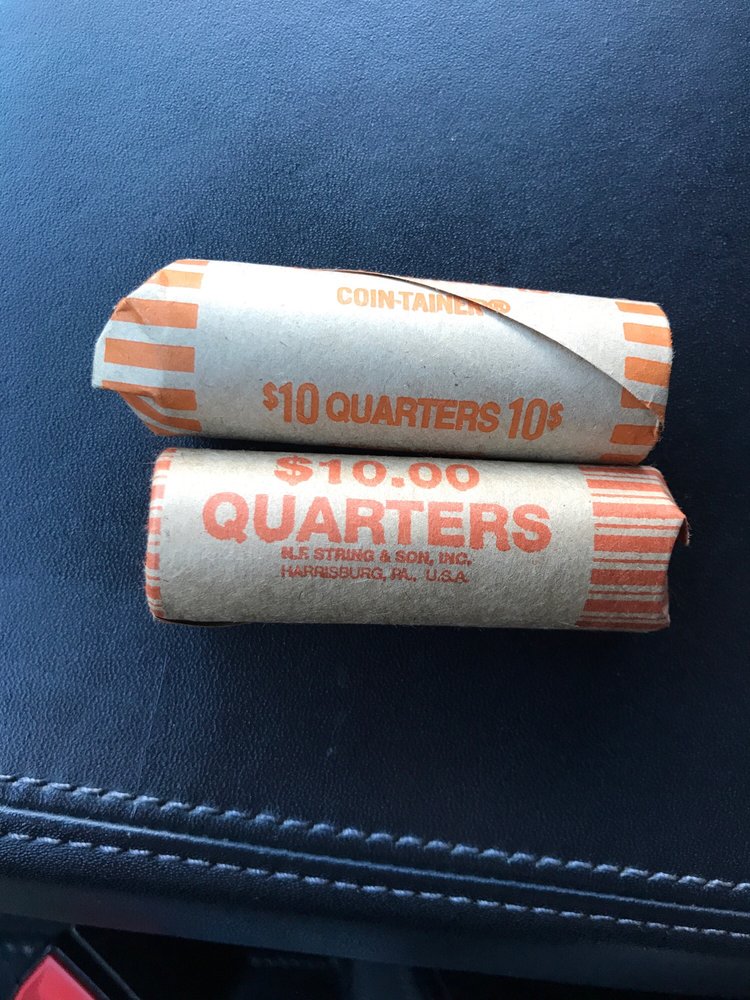 COIN-TAINER®
$10 QUARTERS 10$
$10.00
QUARTERS
N.F. STRING & SON, INC.
HARRISBURG, PA. U.S.A.